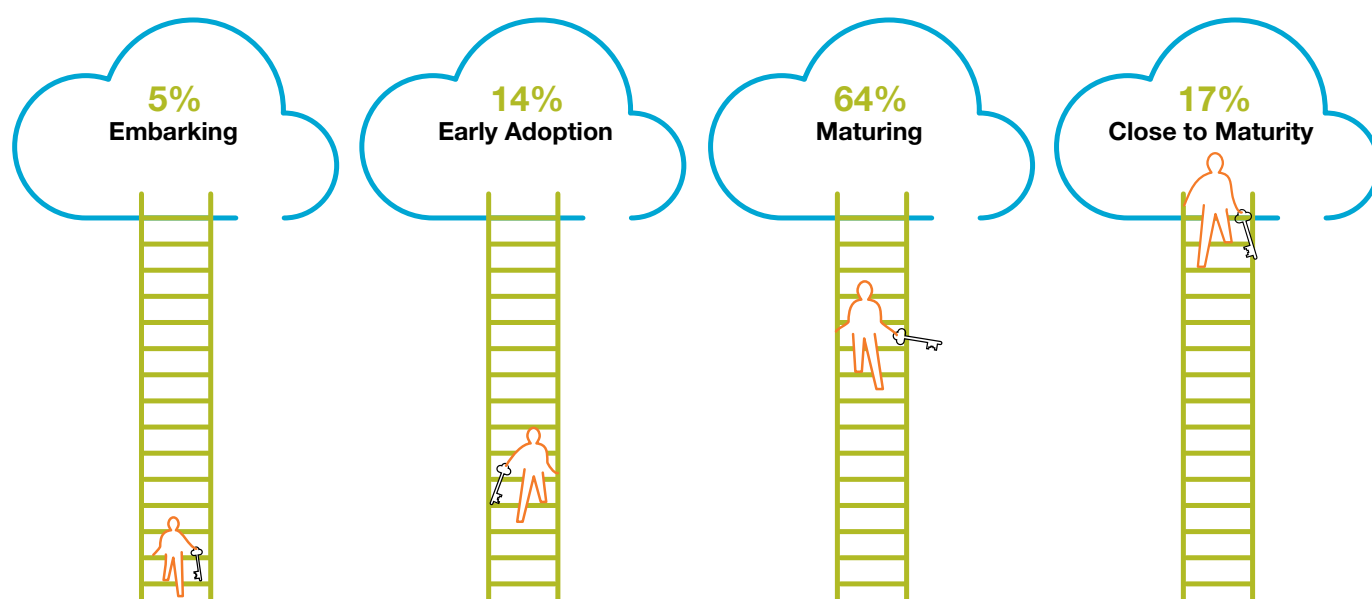 5%
Embarking
14%
Early Adoption
64%
Maturing
17%
Close to Maturity